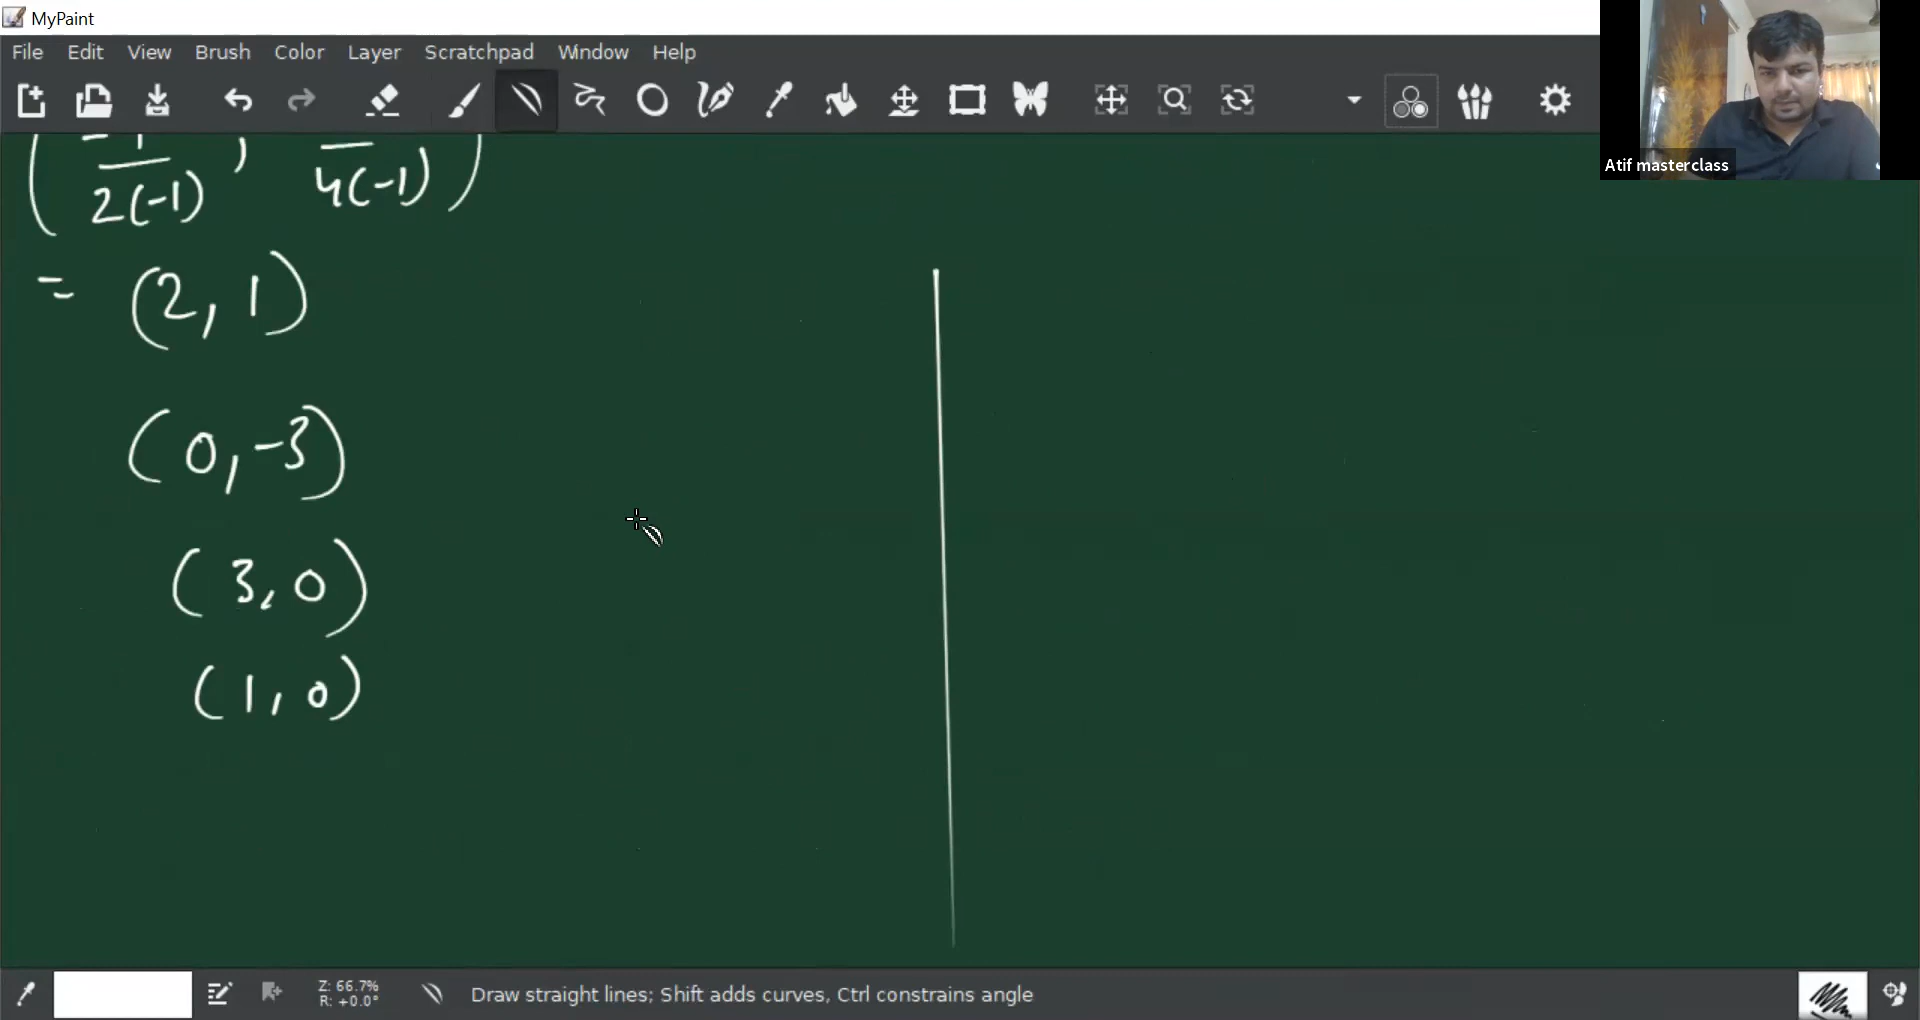 MyPaint
File Edit View Brush Color Layer Scratchpad Window Help
Atif masterclass
2(-1) , 4(-1)
= (2, 1)
(0, -3)
(3, 0)
(1, 0)
Z: 66.7%
R: +0.0°
Draw straight lines; Shift adds curves, Ctrl constrains angle